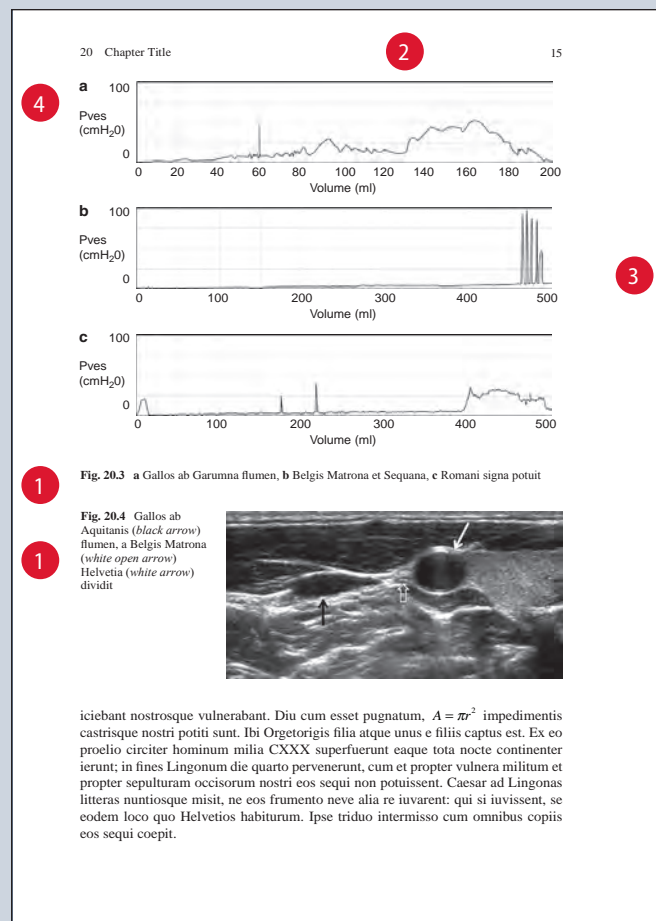 20 Chapter Title 2 15
4
a 100
Pves
(cmH20)
0
0 20 40 60 80 100 120 140 160 180 200
Volume (ml)
b 100
Pves
(cmH20)
0
0 100 200 300 400 500
Volume (ml)
3
c 100
Pves
(cmH20)
0
0 100 200 300 400 500
Volume (ml)
1
Fig. 20.3 a Gallos ab Garumna flumen, b Belgis Matrona et Sequana, c Romani signa potuit
1
Fig. 20.4 Gallos ab
Aquitanis (black arrow)
flumen, a Belgis Matrona
(white open arrow)
Helvetia (white arrow)
dividit
iciebant nostrosque vulnerabant. Diu cum esset pugnatum, A = πr² impedimentis
castrisque nostri potiti sunt. Ibi Orgetorigis filia atque unus e filiis captus est. Ex eo
proelio circiter hominum milia CXXX superfuerunt eaque tota nocte continenter
ierunt; in fines Lingonum die quarto pervenerunt, cum et propter vulnera militum et
propter sepulturam occisorum nostri eos sequi non potuissent. Caesar ad Lingonas
litteras nuntiosque misit, ne eos frumento neve alia re iuvarent: qui si iuvissent, se
eodem loco quo Helvetios habiturum. Ipse triduo intermisso cum omnibus copiis
eos sequi coepit.